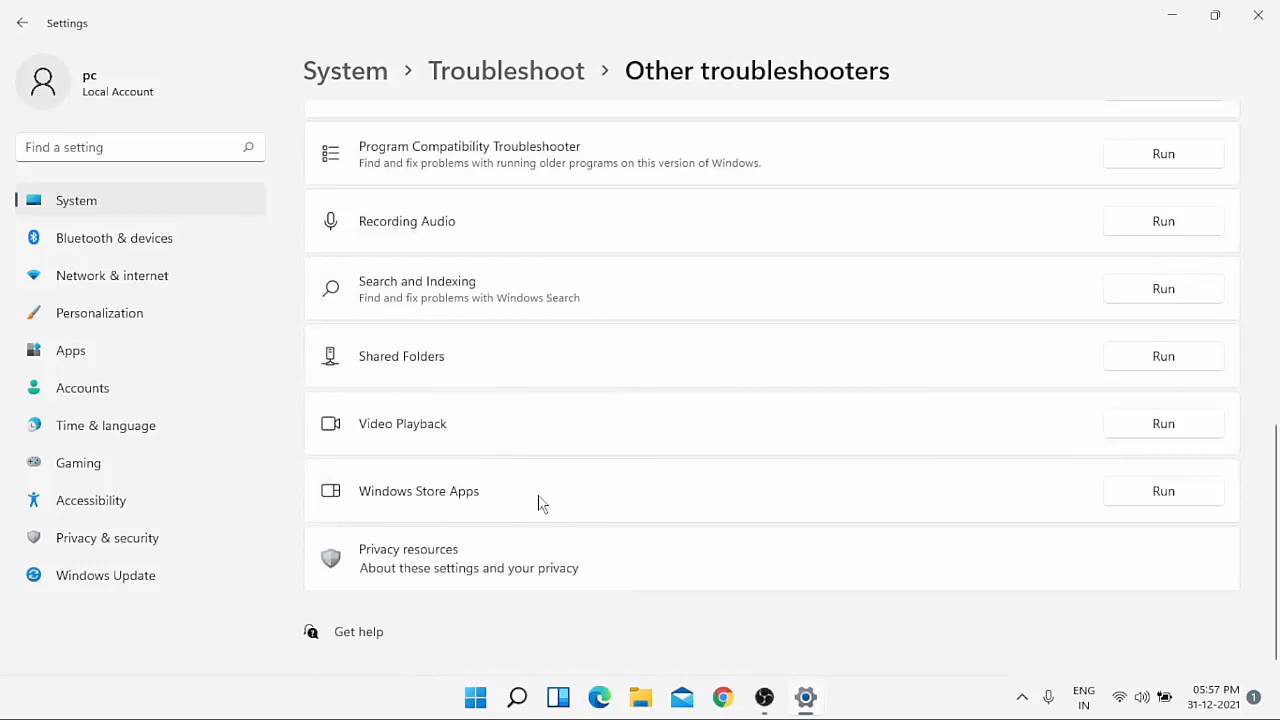 Settings
pc
Local Account
Find a setting
System
Bluetooth & devices
Network & internet
Personalization
Apps
Accounts
Time & language
Gaming
Accessibility
Privacy & security
Windows Update
System > Troubleshoot > Other troubleshooters
Program Compatibility Troubleshooter
Find and fix problems with running older programs on this version of Windows.
Run
Recording Audio
Run
Search and Indexing
Find and fix problems with Windows Search
Run
Shared Folders
Run
Video Playback
Run
Windows Store Apps
Run
Privacy resources
About these settings and your privacy
Get help
ENG
IN
05:57 PM
31-12-2021
1